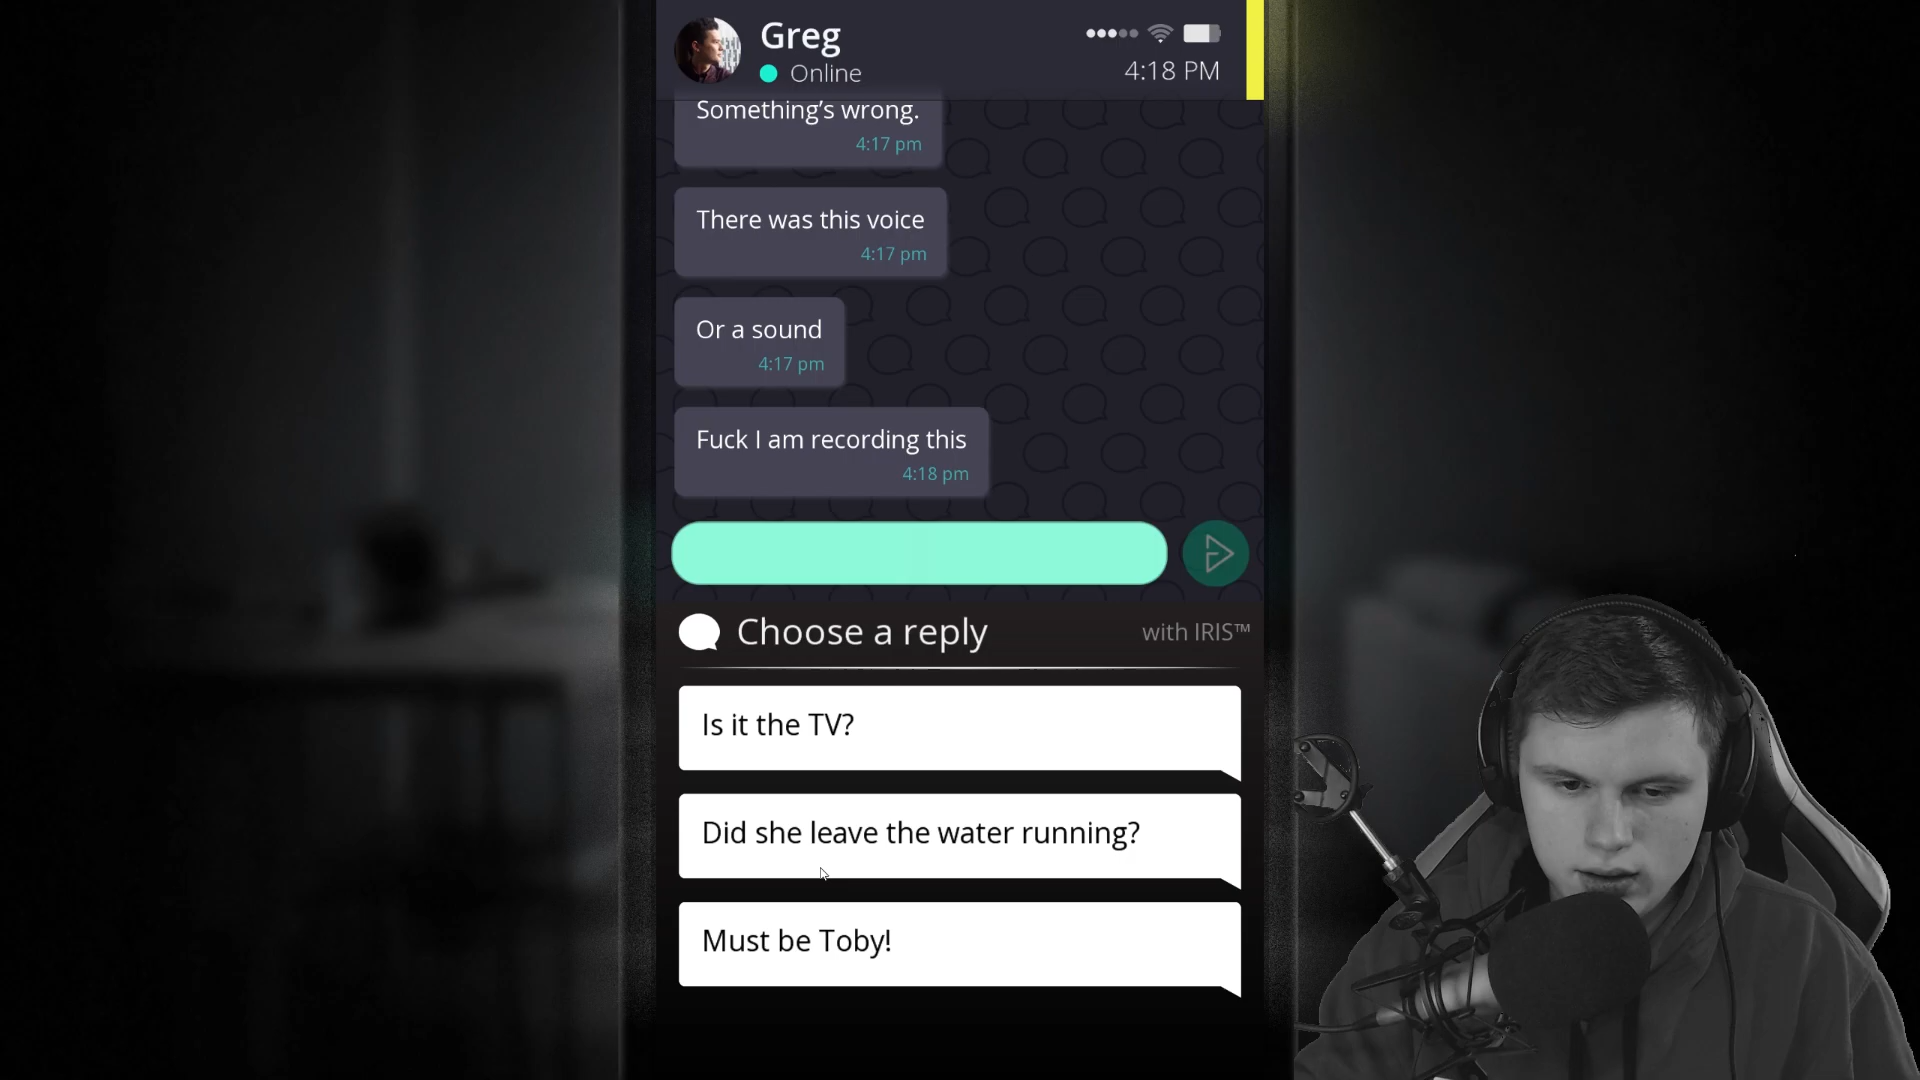 Greg
Online
4:18 PM
Something's wrong.
4:17 pm
There was this voice
4:17 pm
Or a sound
4:17 pm
Fuck I am recording this
4:18 pm
Choose a reply
with IRIS™
Is it the TV?
Did she leave the water running?
Must be Toby!